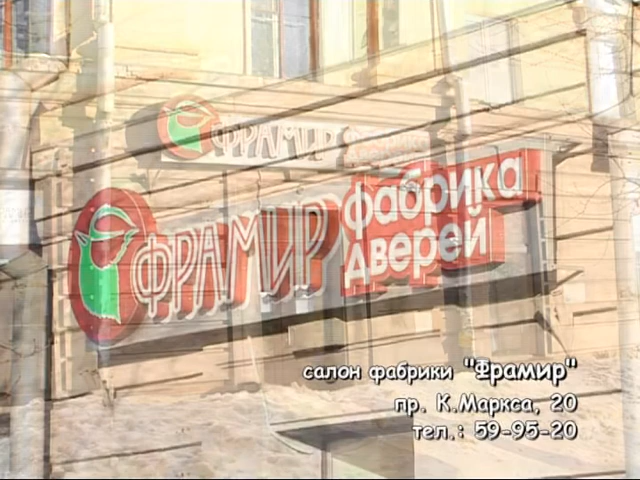 ФРАМИР
ФРАМИР фабрика
дверей
салон фабрики "Фрамир"
пр. К.Маркса, 20
тел.: 59-95-20